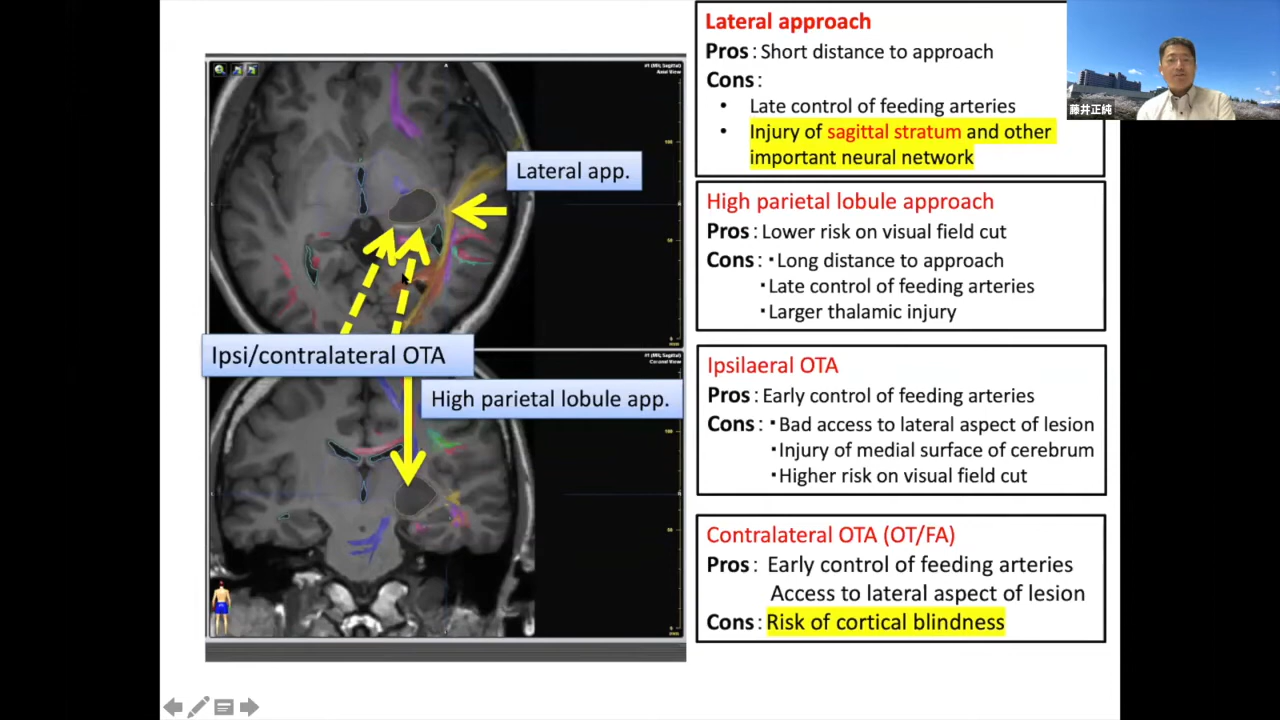 Lateral approach
Pros : Short distance to approach
Cons :
• Late control of feeding arteries
• Injury of sagittal stratum and other
important neural network
藤井正純
Lateral app.
High parietal lobule approach
Pros : Lower risk on visual field cut
Cons : ･Long distance to approach
･Late control of feeding arteries
･Larger thalamic injury
Ipsi/contralateral OTA
High parietal lobule app.
Ipsilaeral OTA
Pros : Early control of feeding arteries
Cons : ･Bad access to lateral aspect of lesion
･Injury of medial surface of cerebrum
･Higher risk on visual field cut
Contralateral OTA (OT/FA)
Pros : Early control of feeding arteries
Access to lateral aspect of lesion
Cons : Risk of cortical blindness